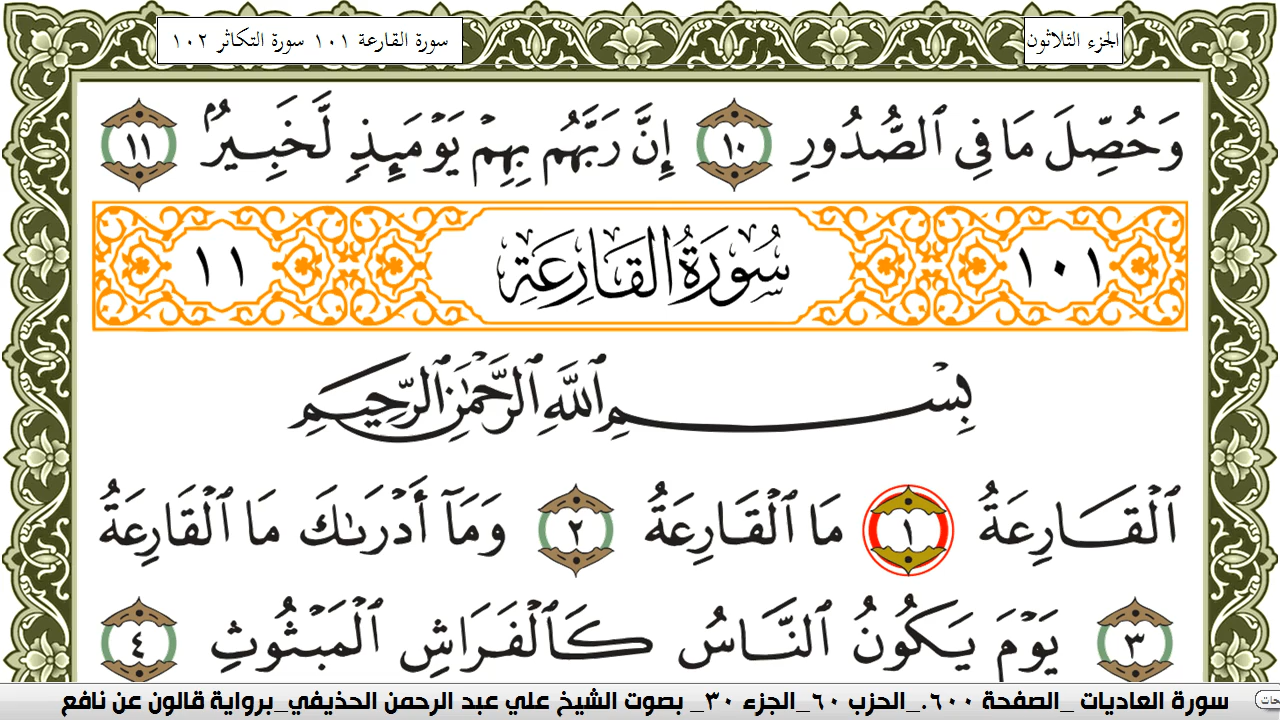 سورة القارعة ١٠١ سورة التكاثر ١٠٢
الجزء الثلاثون
وَحُصِّلَ مَا فِي ٱلصُّدُورِ ١٠ إِنَّ رَبَّهُم بِهِمْ يَوْمَئِذٍ لَّخَبِيرٌ ١١
١٠١ سُورَةُ الْقَارِعَةِ ١١
بِسْمِ ٱللَّهِ ٱلرَّحْمَٰنِ ٱلرَّحِيمِ
ٱلْقَارِعَةُ ١ مَا ٱلْقَارِعَةُ ٢ وَمَآ أَدْرَىٰكَ مَا ٱلْقَارِعَةُ
٣ يَوْمَ يَكُونُ ٱلنَّاسُ كَٱلْفَرَاشِ ٱلْمَبْثُوثِ ٤
سورة العاديات _الصفحة ٦٠٠._الحزب ٦٠_الجزء ٣٠_ بصوت الشيخ علي عبد الرحمن الحذيفي_برواية قالون عن نافع